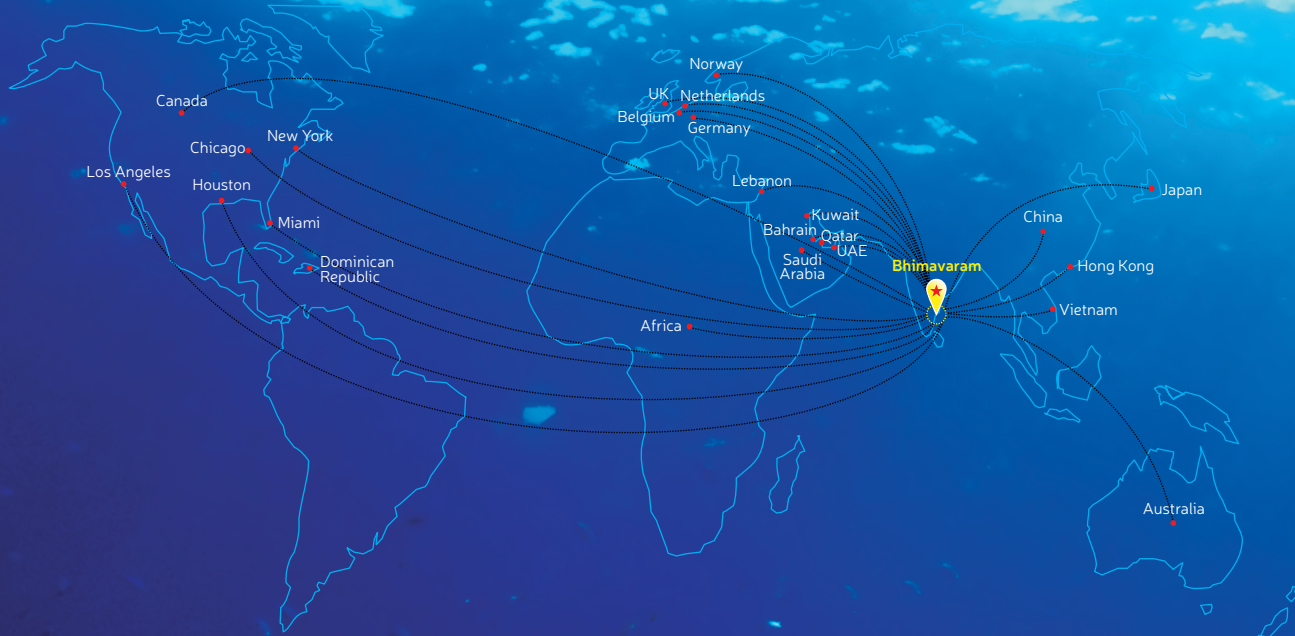 Norway
UK
Netherlands
Canada
Belgium
Germany
New York
Chicago
Los Angeles
Houston
Lebanon
Japan
Kuwait
China
Miami
Bahrain
Qatar
UAE
Saudi
Arabia
Dominican
Republic
Bhimavaram
Hong Kong
Vietnam
Africa
Australia